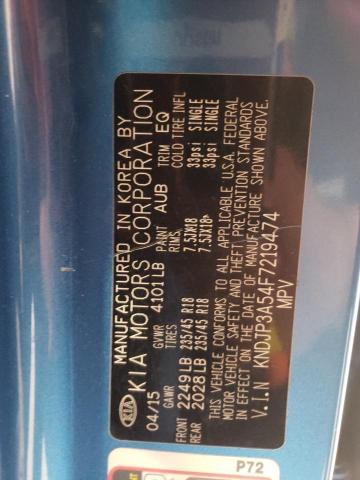 MANUFACTURED IN KOREA BY
KIA KIA MOTORS CORPORATION
04/15 GVWR 4101LB PAINT AUB TRIM EQ
GAWR TIRES RIMS COLD TIRE INFL
FRONT 2249LB 235/45 R18 7.5JX18 33psi SINGLE
REAR 2028LB 235/45 R18 7.5JX18 33psi SINGLE
THIS VEHICLE CONFORMS TO ALL APPLICABLE U.S.A. FEDERAL
MOTOR VEHICLE SAFETY AND THEFT PREVENTION STANDARDS
IN EFFECT ON THE DATE OF MANUFACTURE SHOWN ABOVE.
V.I.N KNDJP3A54F7219474
MPV
P72